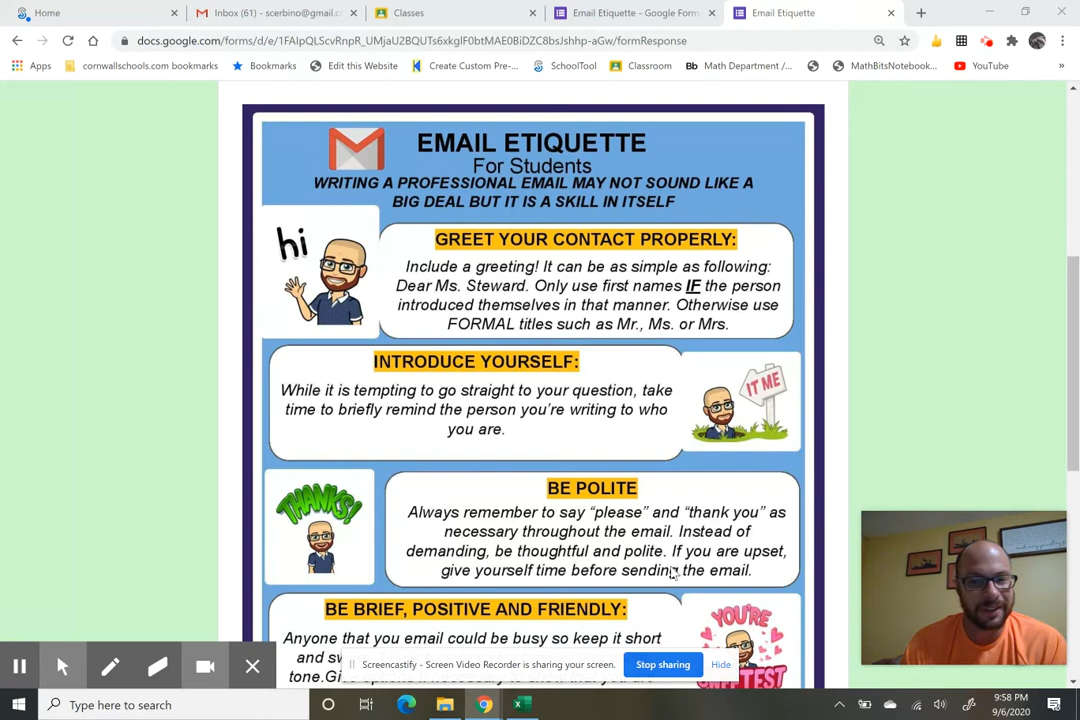 Home
Inbox (61) - scerbino@gmail.co
Classes
Email Etiquette - Google Form
Email Etiquette
docs.google.com/forms/d/e/1FAIpQLScvRnpR_UMjaU2BQUTs6xkgIF0btMAE0BiDZC8bsJshhp-aGw/formResponse
Apps
cornwallschools.com bookmarks
Bookmarks
Edit this Website
Create Custom Pre-...
SchoolTool
Classroom
Bb Math Department /...
MathBitsNotebook...
YouTube
EMAIL ETIQUETTE
For Students
WRITING A PROFESSIONAL EMAIL MAY NOT SOUND LIKE A
BIG DEAL BUT IT IS A SKILL IN ITSELF
hi
GREET YOUR CONTACT PROPERLY:
Include a greeting! It can be as simple as following:
Dear Ms. Steward. Only use first names IF the person
introduced themselves in that manner. Otherwise use
FORMAL titles such as Mr., Ms. or Mrs.
INTRODUCE YOURSELF:
While it is tempting to go straight to your question, take
time to briefly remind the person you’re writing to who
you are.
IT ME
THANKS!
BE POLITE
Always remember to say “please” and “thank you” as
necessary throughout the email. Instead of
demanding, be thoughtful and polite. If you are upset,
give yourself time before sending the email.
BE BRIEF, POSITIVE AND FRIENDLY:
Anyone that you email could be busy so keep it short
and
tone.
YOU'RE
Screencastify - Screen Video Recorder is sharing your screen.
Stop sharing
Hide
Type here to search
9:58 PM
9/6/2020